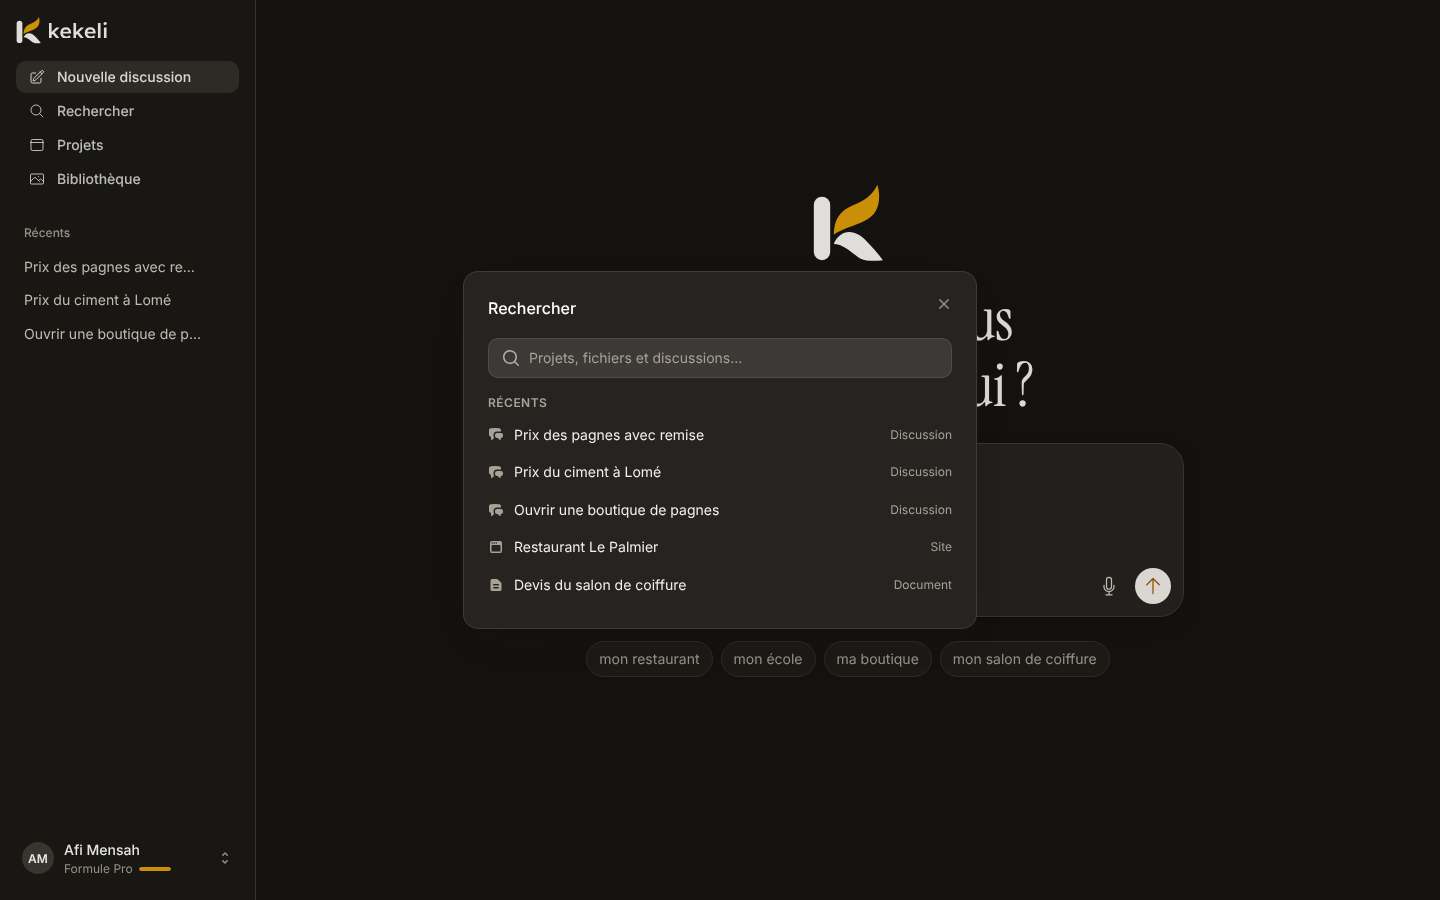 kekeli
Nouvelle discussion
Rechercher
Projets
Bibliothèque
Récents
Prix des pagnes avec re...
Prix du ciment à Lomé
Ouvrir une boutique de p...
Afi Mensah
AM
Formule Pro
Rechercher
Projets, fichiers et discussions...
RÉCENTS
Prix des pagnes avec remise Discussion
Prix du ciment à Lomé Discussion
Ouvrir une boutique de pagnes Discussion
Restaurant Le Palmier Site
Devis du salon de coiffure Document
?
mon restaurant
mon école
ma boutique
mon salon de coiffure